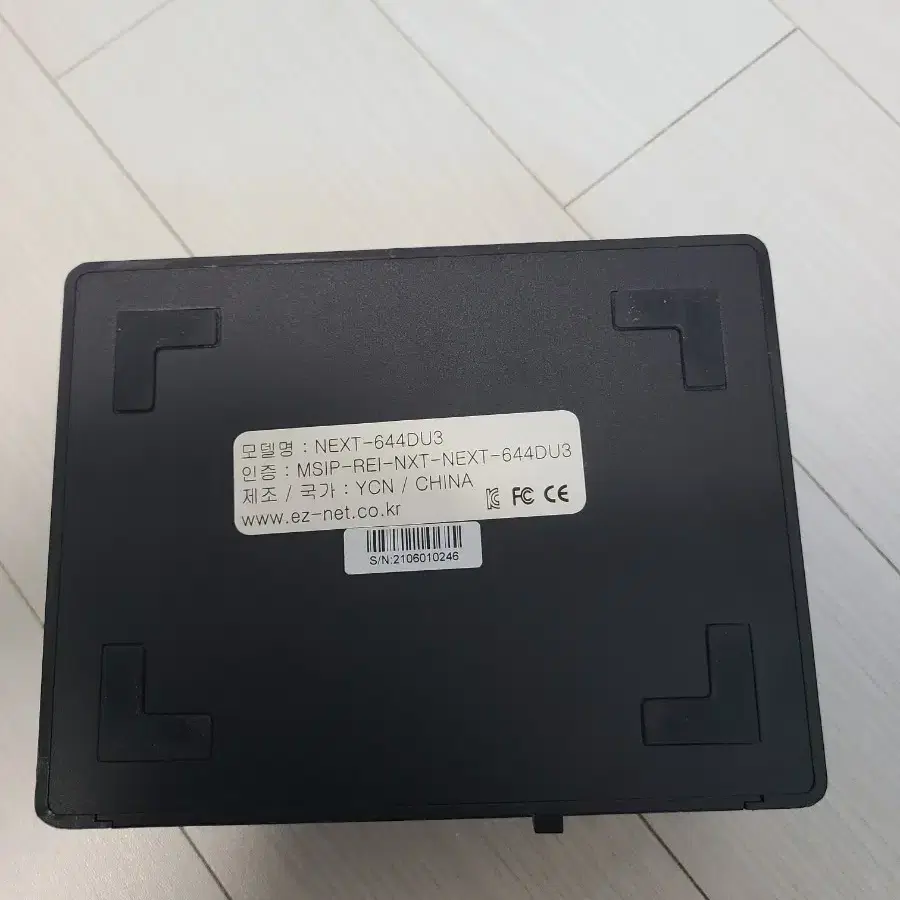 모델명 : NEXT-644DU3
인증 : MSIP-REI-NXT-NEXT-644DU3
제조 / 국가 : YCN / CHINA
FC CE
www.ez-net.co.kr
S/N:2106010246